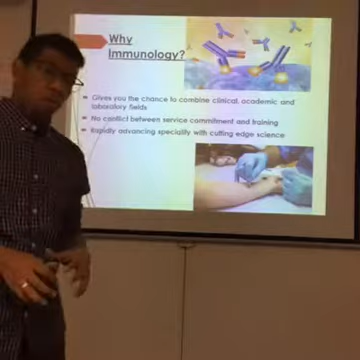 Why
Immunology?
Gives you the chance to combine clinical, academic and
laboratory fields
No conflict between service commitment and training
Rapidly advancing speciality with cutting edge science